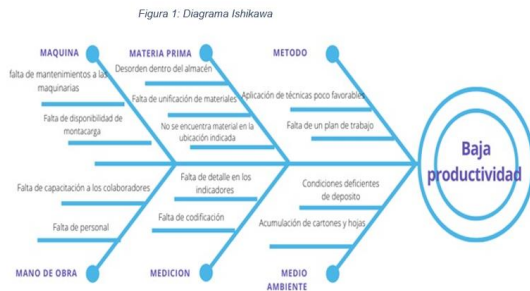 Figura 1: Diagrama Ishikawa
MAQUINA
MATERIA PRIMA
METODO
falta de mantenimientos a las
maquinarias
Falta de disponibilidad de
montacarga
Desorden dentro del almacén
Falta de unificación de materiales
No se encuentra material en la
ubicación indicada
Aplicación de técnicas poco favorables
Falta de un plan de trabajo
Baja
productividad
Falta de capacitación a los colaboradores
Falta de personal
Falta de detalle en los
indicadores
Falta de codificación
Condiciones deficientes
de deposito
Acumulación de cartones y hojas
MANO DE OBRA
MEDICION
MEDIO
AMBIENTE